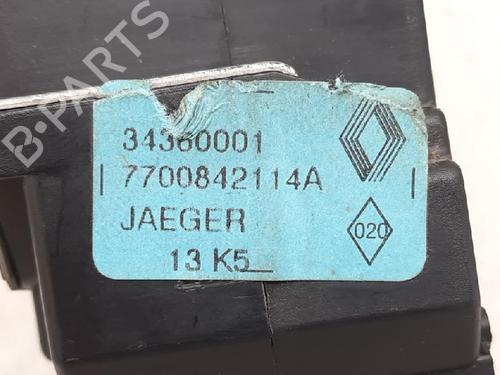 B-PARTS
34360001
7700842114A
JAEGER
020
13 K5